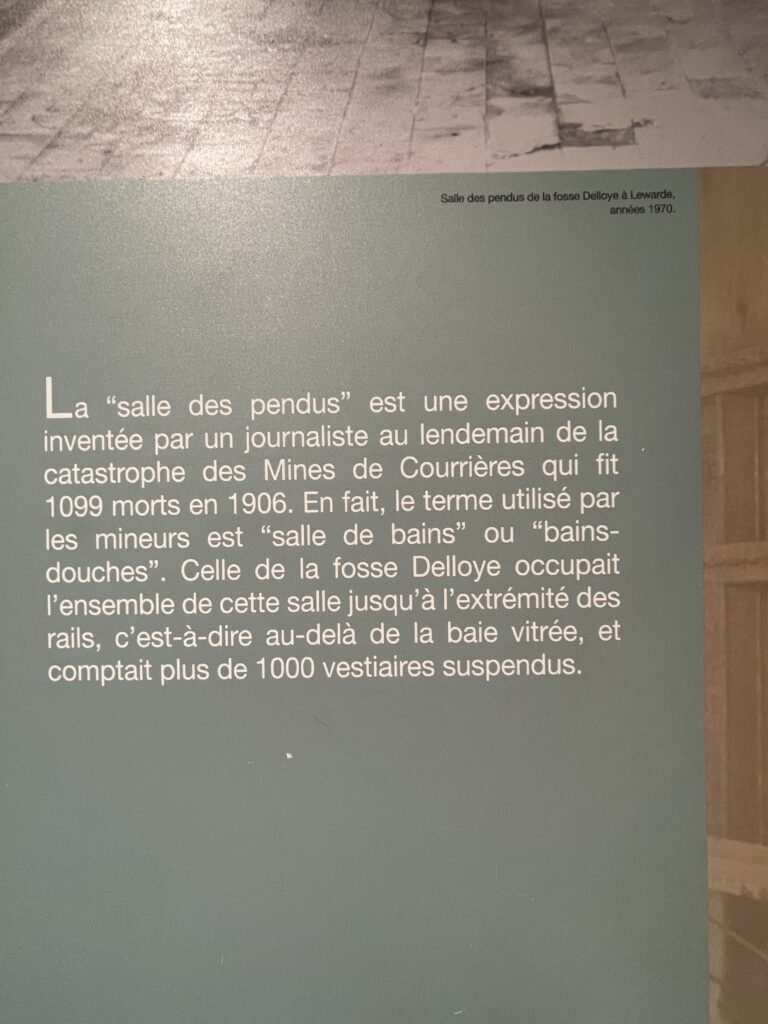 Salle des pendus de la fosse Delloye à Lewarde,
années 1970.
La “salle des pendus” est une expression
inventée par un journaliste au lendemain de la
catastrophe des Mines de Courrières qui fit
1099 morts en 1906. En fait, le terme utilisé par
les mineurs est “salle de bains” ou “bains-
douches”. Celle de la fosse Delloye occupait
l’ensemble de cette salle jusqu’à l’extrémité des
rails, c’est-à-dire au-delà de la baie vitrée, et
comptait plus de 1000 vestiaires suspendus.